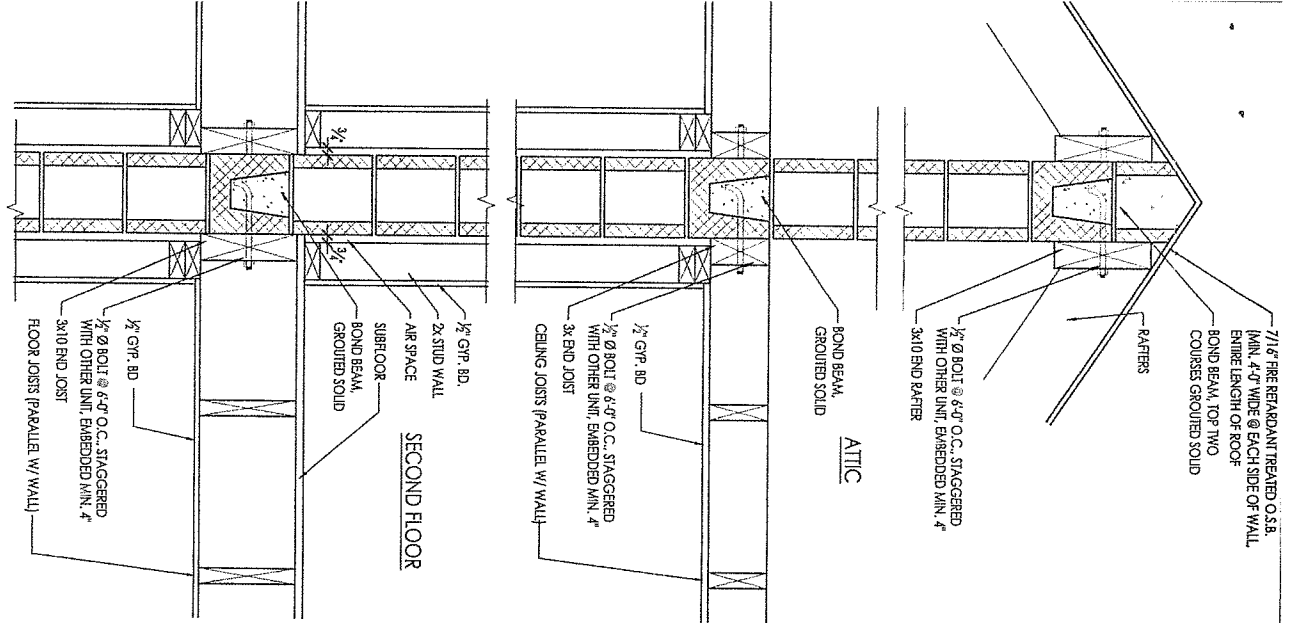 7/16" FIRE RETARDANT TREATED O.S.B.
(MIN. 4'-0" WIDE @ EACH SIDE OF WALL,
ENTIRE LENGTH OF ROOF
BOND BEAM, TOP TWO
COURSES GROUTED SOLID
RAFTERS
½" Ø BOLT @ 6'-0" O.C., STAGGERED
WITH OTHER UNIT, EMBEDDED MIN. 4"
3x10 END RAFTER
ATTIC
BOND BEAM,
GROUTED SOLID
½" GYP. BD
½" Ø BOLT @ 6'-0" O.C., STAGGERED
WITH OTHER UNIT, EMBEDDED MIN. 4"
3x END JOIST
CEILING JOISTS (PARALLEL W/ WALL)
¾"
¾"
½" GYP. BD.
2x STUD WALL
AIR SPACE
SUBFLOOR
BOND BEAM,
GROUTED SOLID
SECOND FLOOR
½" GYP. BD
½" Ø BOLT @ 6'-0" O.C., STAGGERED
WITH OTHER UNIT, EMBEDDED MIN. 4"
3x10 END JOIST
FLOOR JOISTS (PARALLEL W/ WALL)